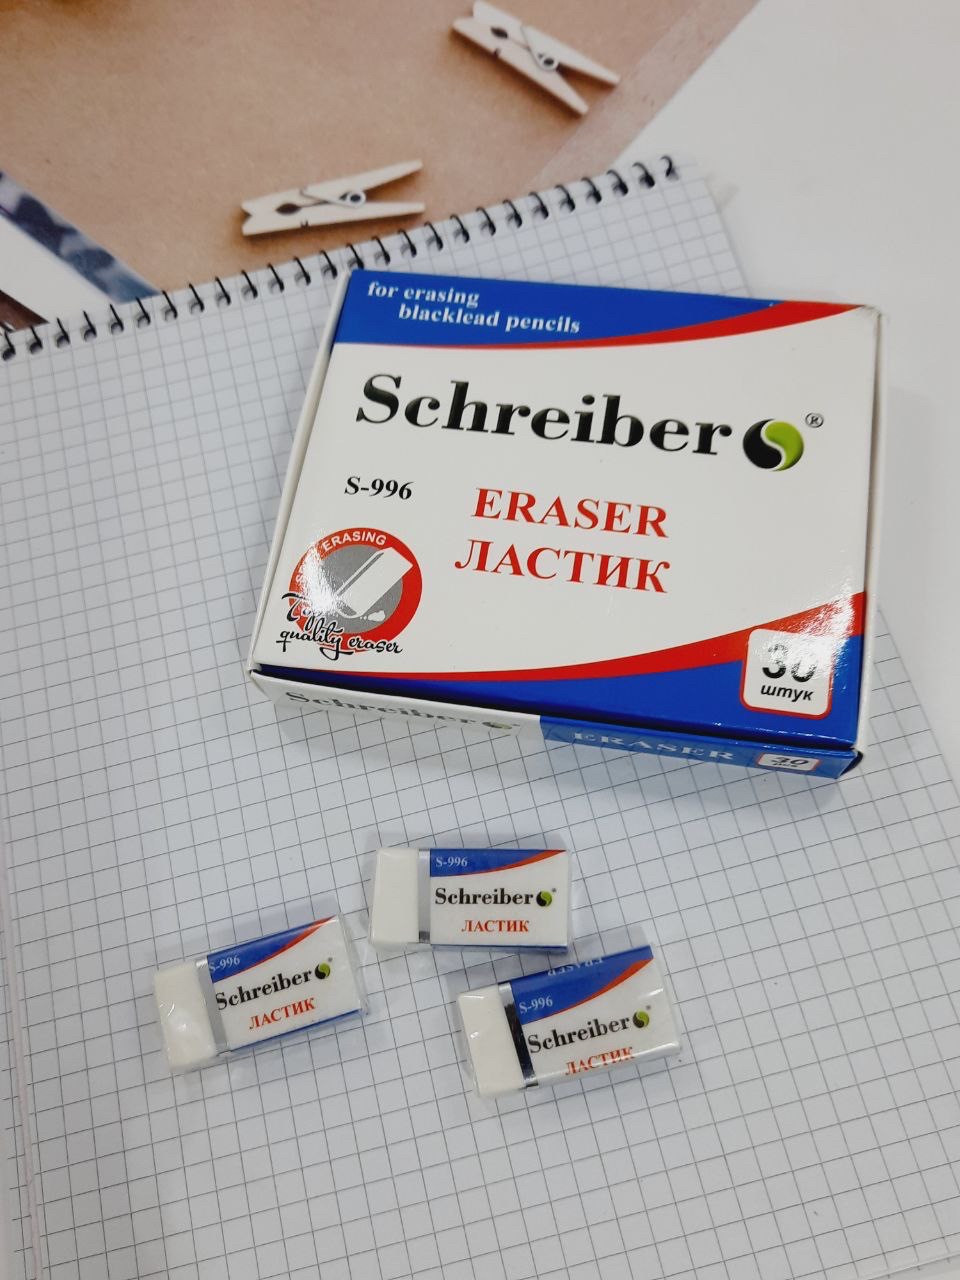 for erasing
blacklead pencils
Schreiber ®
S-996
ERASER
ЛАСТИК
ERASING
quality eraser
30
штук
Schreiber
ERASER
S-996
Schreiber
ЛАСТИК
S-996
Schreiber
ЛАСТИК
ERASER
S-996
Schreiber
ЛАСТИК